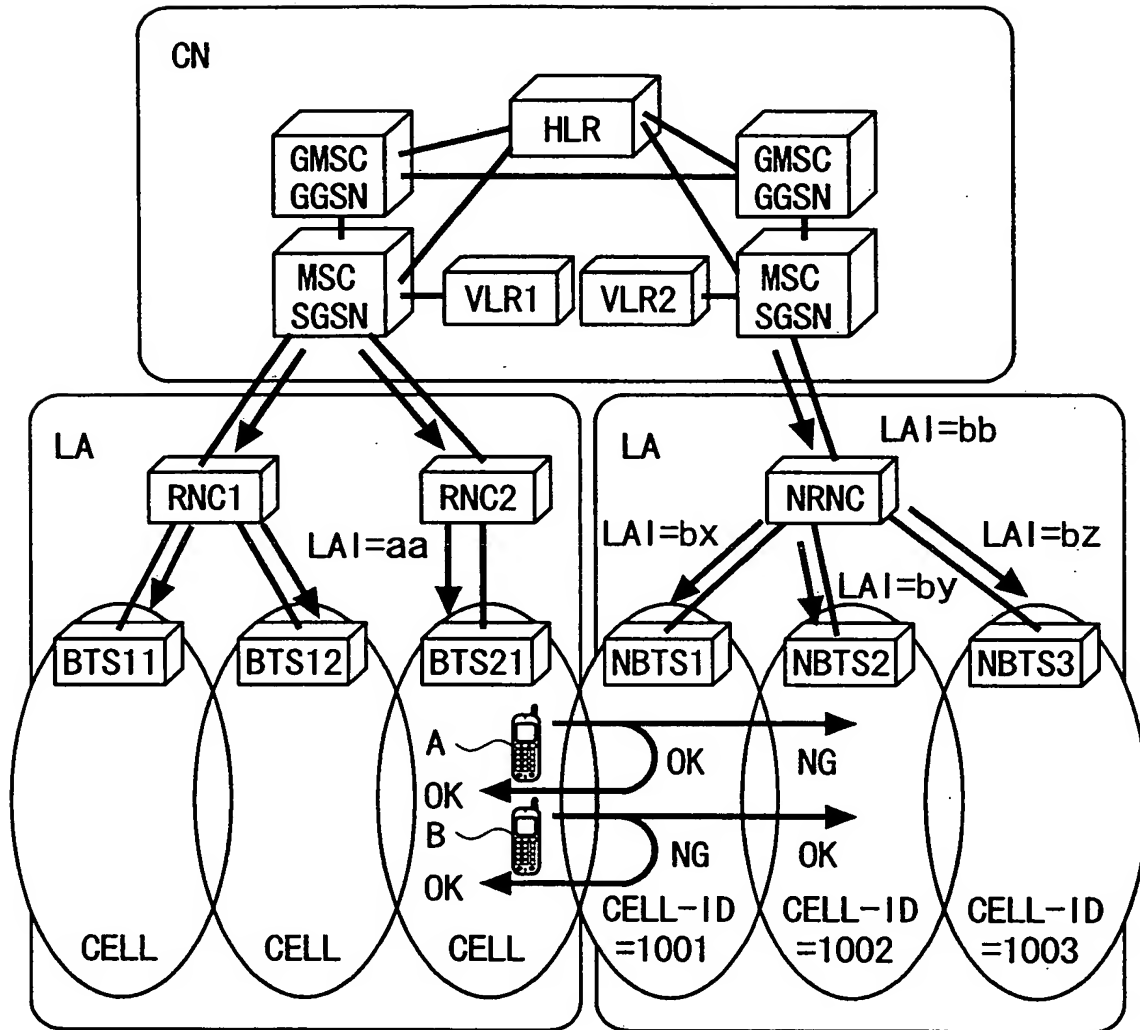 CN
HLR
GMSC
GGSN
GMSC
GGSN
MSC
SGSN
VLR1
VLR2
MSC
SGSN
LA
LA
LAI=bb
RNC1
RNC2
NRNC
LAI=aa
LAI=bx
LAI=bz
LAI=by
BTS11
BTS12
BTS21
NBTS1
NBTS2
NBTS3
A
OK
NG
OK
B
NG
OK
OK
CELL
CELL
CELL
CELL-ID
=1001
CELL-ID
=1002
CELL-ID
=1003